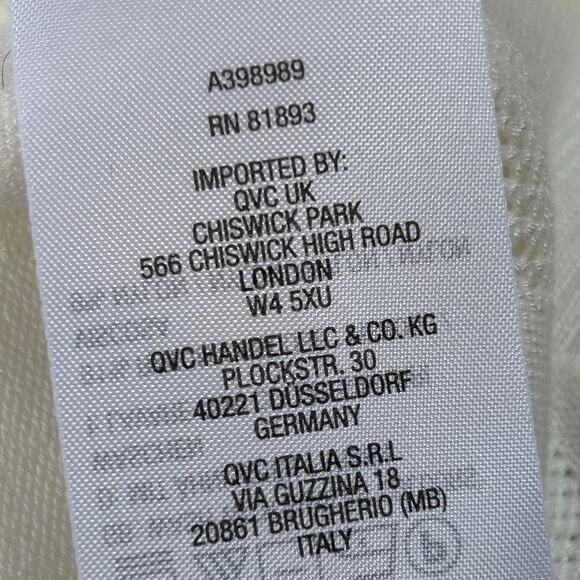 A398989
RN 81893
IMPORTED BY:
QVC UK
CHISWICK PARK
566 CHISWICK HIGH ROAD
LONDON
W4 5XU
QVC HANDEL LLC & CO. KG
PLOCKSTR. 30
40221 DÜSSELDORF
GERMANY
QVC ITALIA S.R.L
VIA GUZZINA 18
20861 BRUGHERIO (MB)
ITALY